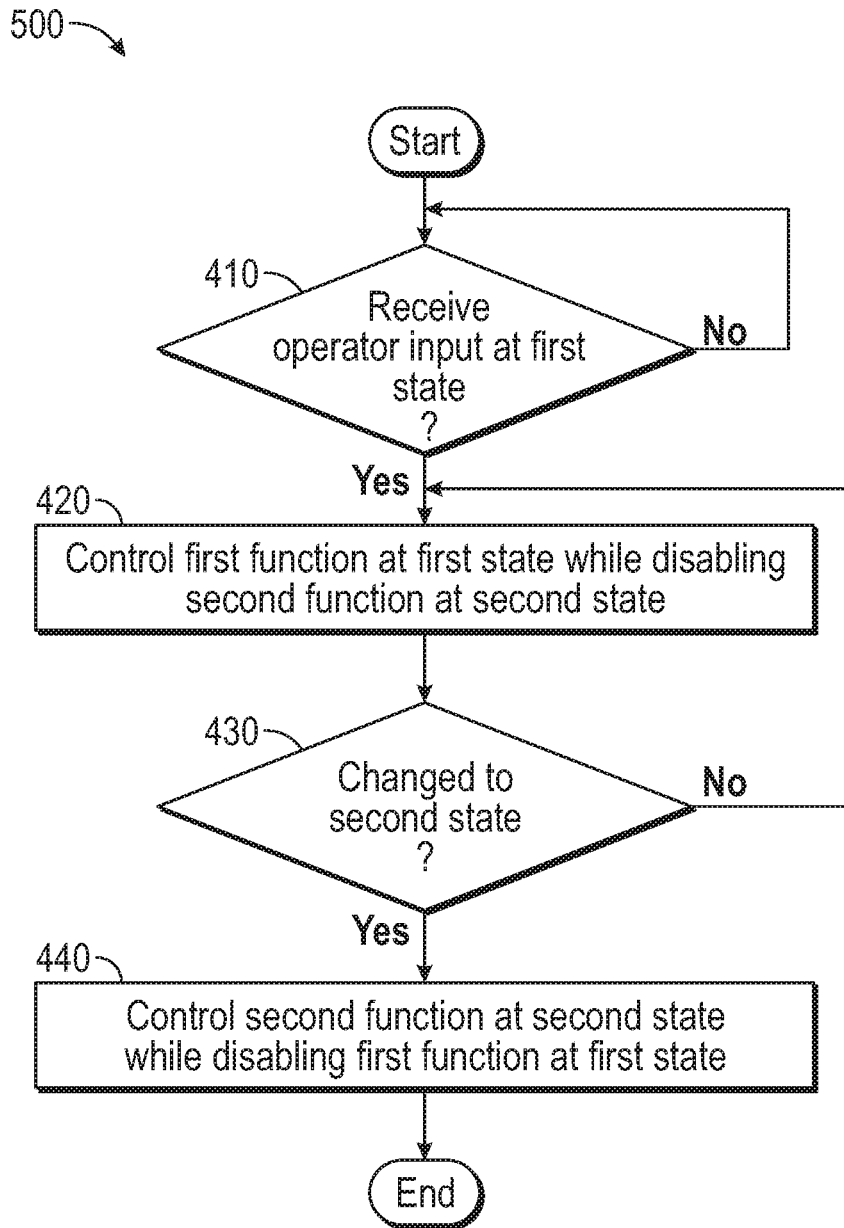 500
Start
410
Receive
operator input at first
state
?
No
Yes
420
Control first function at first state while disabling
second function at second state
430
Changed to
second state
?
No
Yes
440
Control second function at second state
while disabling first function at first state
End